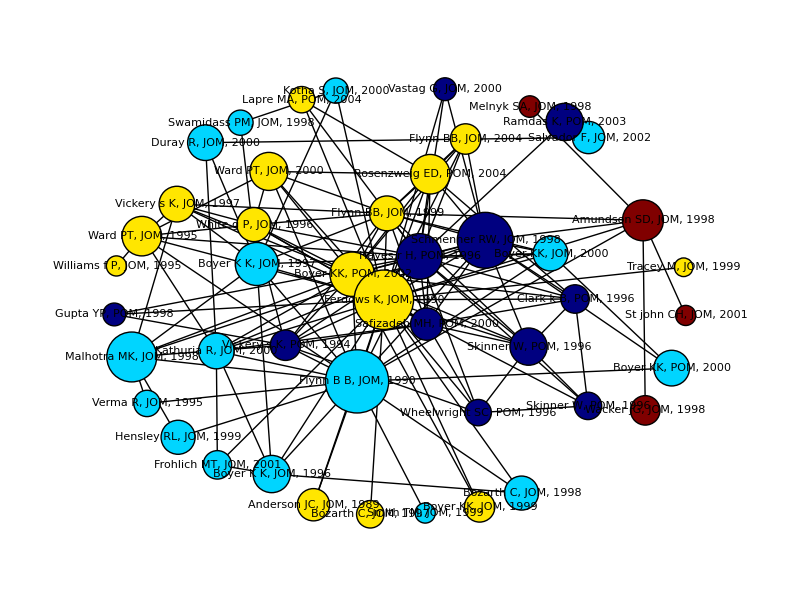 Kotha S, JOM, 2000
Vastag G, JOM, 2000
Lapre MA, POM, 2004
Melnyk SA, JOM, 1998
Swamidass PM, JOM, 1998
Ramdas K, POM, 2003
Duray R, JOM, 2000
Flynn BB, JOM, 2004
Salvador F, JOM, 2002
Ward PT, JOM, 2000
Rosenzweig ED, POM, 2004
Vickery s K, JOM, 1997
Flynn BB, JOM, 1999
White g P, JOM, 1996
Amundson SD, JOM, 1998
Ward PT, JOM, 1995
Schmenner RW, JOM, 1998
Hayes RH, POM, 1996
Boyer KK, JOM, 2000
Williams f P, JOM, 1995
Boyer K K, JOM, 1997
Boyer KK, POM, 2002
Tracey M, JOM, 1999
Ferdows K, JOM, 1990
Clark K B, POM, 1996
Gupta YP, POM, 1998
St john CH, JOM, 2001
Safizadeh MH, POM, 2000
Vickery s K, POM, 1994
Skinner W, POM, 1996
Kathuria R, JOM, 2000
Malhotra MK, JOM, 1998
Boyer KK, POM, 2000
Flynn B B, JOM, 1990
Verma R, JOM, 1995
Skinner W, POM, 1996
JOM, 1998
Wheelwright SC, POM, 1996
Hensley RL, JOM, 1999
Frohlich MT, JOM, 2001
Boyer K K, JOM, 1996
Bozarth C, JOM, 1998
Anderson JC, JOM, 1989
Boyer KK, JOM, 1999
Bozarth C, JOM, 1997
JOM, 1999